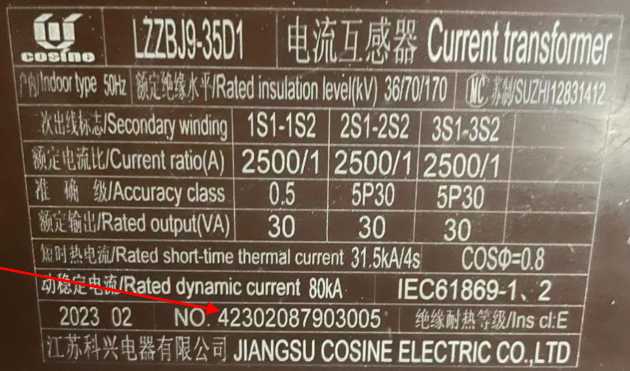 cosine LZZBJ9-35D1 电流互感器 Current transformer
户内/Indoor type 50Hz 额定绝缘水平/Rated insulation level(kV) 36/70/170 MC 苏制/SUZHI12831412
二次出线标志/Secondary winding 1S1-1S2 2S1-2S2 3S1-3S2
额定电流比/Current ratio(A) 2500/1 2500/1 2500/1
准确级/Accuracy class 0.5 5P30 5P30
额定输出/Rated output(VA) 30 30 30
短时热电流/Rated short-time thermal current 31.5kA/4s COSΦ=0.8
动稳定电流/Rated dynamic current 80kA IEC61869-1、2
2023 02 NO. 42302087903005 绝缘耐热等级/Ins cl:E
江苏科兴电器有限公司 JIANGSU COSINE ELECTRIC CO.,LTD